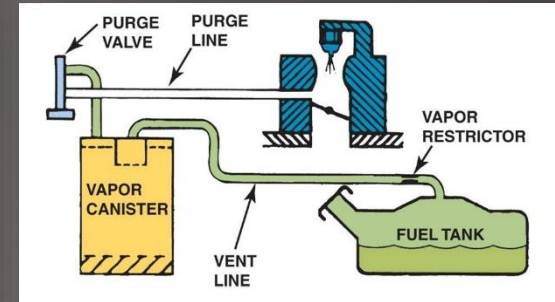 PURGE
VALVE
PURGE
LINE
VAPOR
RESTRICTOR
VAPOR
CANISTER
FUEL TANK
VENT
LINE